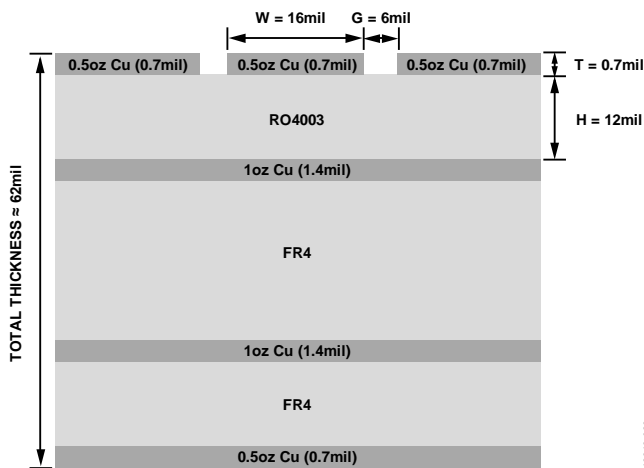 W = 16mil G = 6mil
0.5oz Cu (0.7mil) 0.5oz Cu (0.7mil) 0.5oz Cu (0.7mil) T = 0.7mil
RO4003 H = 12mil
1oz Cu (1.4mil)
TOTAL THICKNESS ≈ 62mil
FR4
1oz Cu (1.4mil)
FR4
0.5oz Cu (0.7mil)